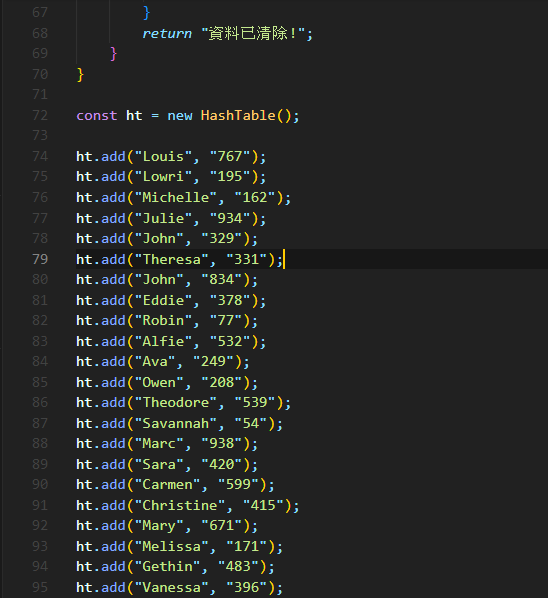 67 }
68 return "資料已清除!";
69 }
70 }
71
72 const ht = new HashTable();
73
74 ht.add("Louis", "767");
75 ht.add("Lowri", "195");
76 ht.add("Michelle", "162");
77 ht.add("Julie", "934");
78 ht.add("John", "329");
79 ht.add("Theresa", "331");
80 ht.add("John", "834");
81 ht.add("Eddie", "378");
82 ht.add("Robin", "77");
83 ht.add("Alfie", "532");
84 ht.add("Ava", "249");
85 ht.add("Owen", "208");
86 ht.add("Theodore", "539");
87 ht.add("Savannah", "54");
88 ht.add("Marc", "938");
89 ht.add("Sara", "420");
90 ht.add("Carmen", "599");
91 ht.add("Christine", "415");
92 ht.add("Mary", "671");
93 ht.add("Melissa", "171");
94 ht.add("Gethin", "483");
95 ht.add("Vanessa", "396");